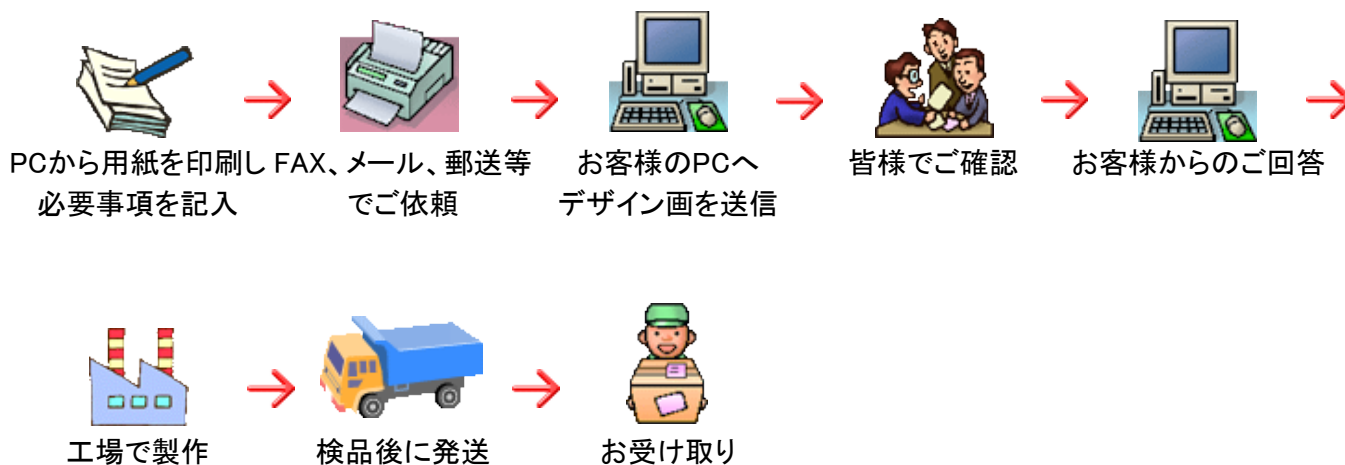 PCから用紙を印刷し
必要事項を記入
FAX、メール、郵送等
でご依頼
お客様のPCへ
デザイン画を送信
皆様でご確認
お客様からのご回答
工場で製作
検品後に発送
お受け取り